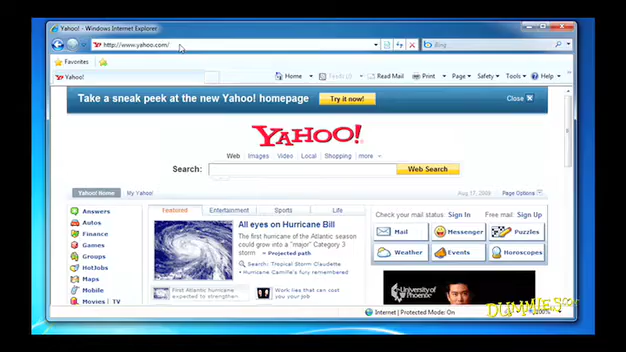 Yahoo! - Windows Internet Explorer
http://www.yahoo.com/
Bing
Favorites
Yahoo!
Home
Feeds (J)
Read Mail
Print
Page
Safety
Tools
Help
Take a sneak peek at the new Yahoo! homepage
Try it now!
Close
YAHOO!
Web Images Video Local Shopping more
Search:
Web Search
Yahoo! Home
My Yahoo!
Aug 17, 2009
Page Options
Answers
Autos
Finance
Games
Groups
HotJobs
Maps
Mobile
Movies | TV
Featured
Entertainment
Sports
Life
All eyes on Hurricane Bill
The first hurricane of the Atlantic season
could grow into a "major" Category 3
storm » Projected path
Search: Tropical Storm Claudette
• Hurricane Camille's fury remembered
First Atlantic hurricane
expected to strengthen
Work lies that can cost
you your job
Check your mail status: Sign In
Free mail: Sign Up
Mail
Messenger
Puzzles
Weather
Events
Horoscopes
University of
Phoenix
Internet | Protected Mode: On
DUMMIES.COM